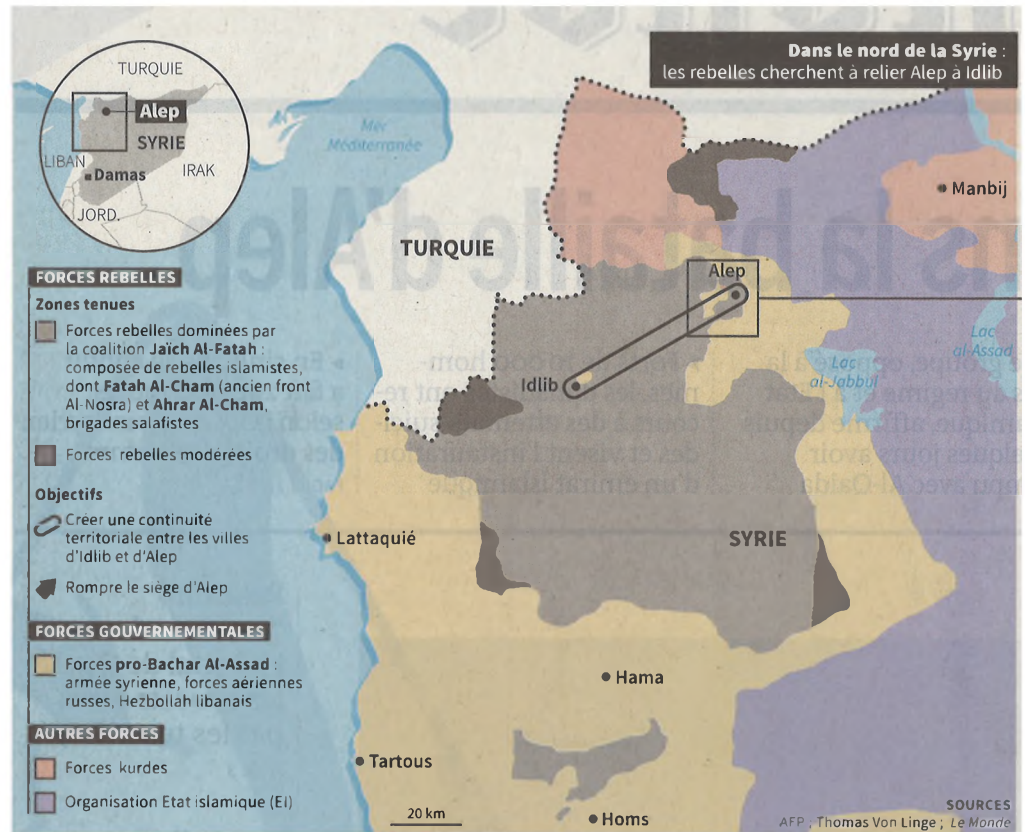 Dans le nord de la Syrie :
les rebelles cherchent à relier Alep à Idlib
TURQUIE
Alep
SYRIE
LIBAN
IRAK
Damas
JORD.
Mer
Méditerranée
TURQUIE
Manbij
Alep
Idlib
Lac
al-Assad
Lac
al-Jabbul
Lattaquié
SYRIE
Hama
Tartous
Homs
20 km
FORCES REBELLES
Zones tenues
Forces rebelles dominées par
la coalition Jaïch Al-Fatah :
composée de rebelles islamistes,
dont Fatah Al-Cham (ancien front
Al-Nosra) et Ahrar Al-Cham,
brigades salafistes
Forces rebelles modérées
Objectifs
Créer une continuité
territoriale entre les villes
d'Idlib et d'Alep
Rompre le siège d'Alep
FORCES GOUVERNEMENTALES
Forces pro-Bachar Al-Assad :
armée syrienne, forces aériennes
russes, Hezbollah libanais
AUTRES FORCES
Forces kurdes
Organisation Etat islamique (EI)
SOURCES
AFP ; Thomas Von Linge ; Le Monde